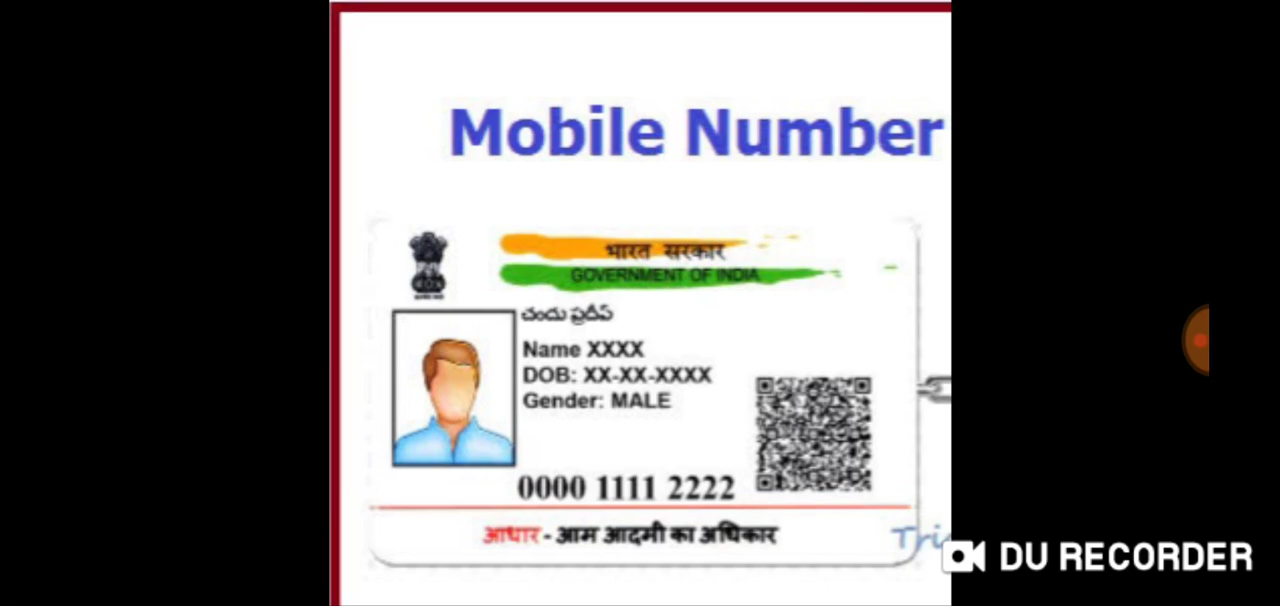 Mobile Number
भारत सरकार
GOVERNMENT OF INDIA
చందు ప్రదీప్
Name XXXX
DOB: XX-XX-XXXX
Gender: MALE
0000 1111 2222
आधार - आम आदमी का अधिकार
DU RECORDER